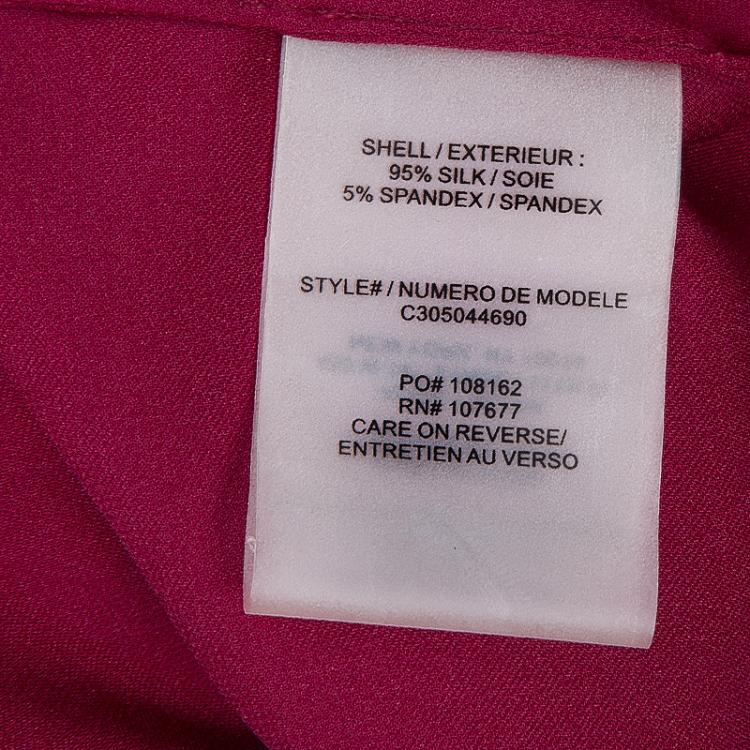 SHELL / EXTERIEUR :
95% SILK / SOIE
5% SPANDEX / SPANDEX
STYLE# / NUMERO DE MODELE
C305044690
PO# 108162
RN# 107677
CARE ON REVERSE/
ENTRETIEN AU VERSO